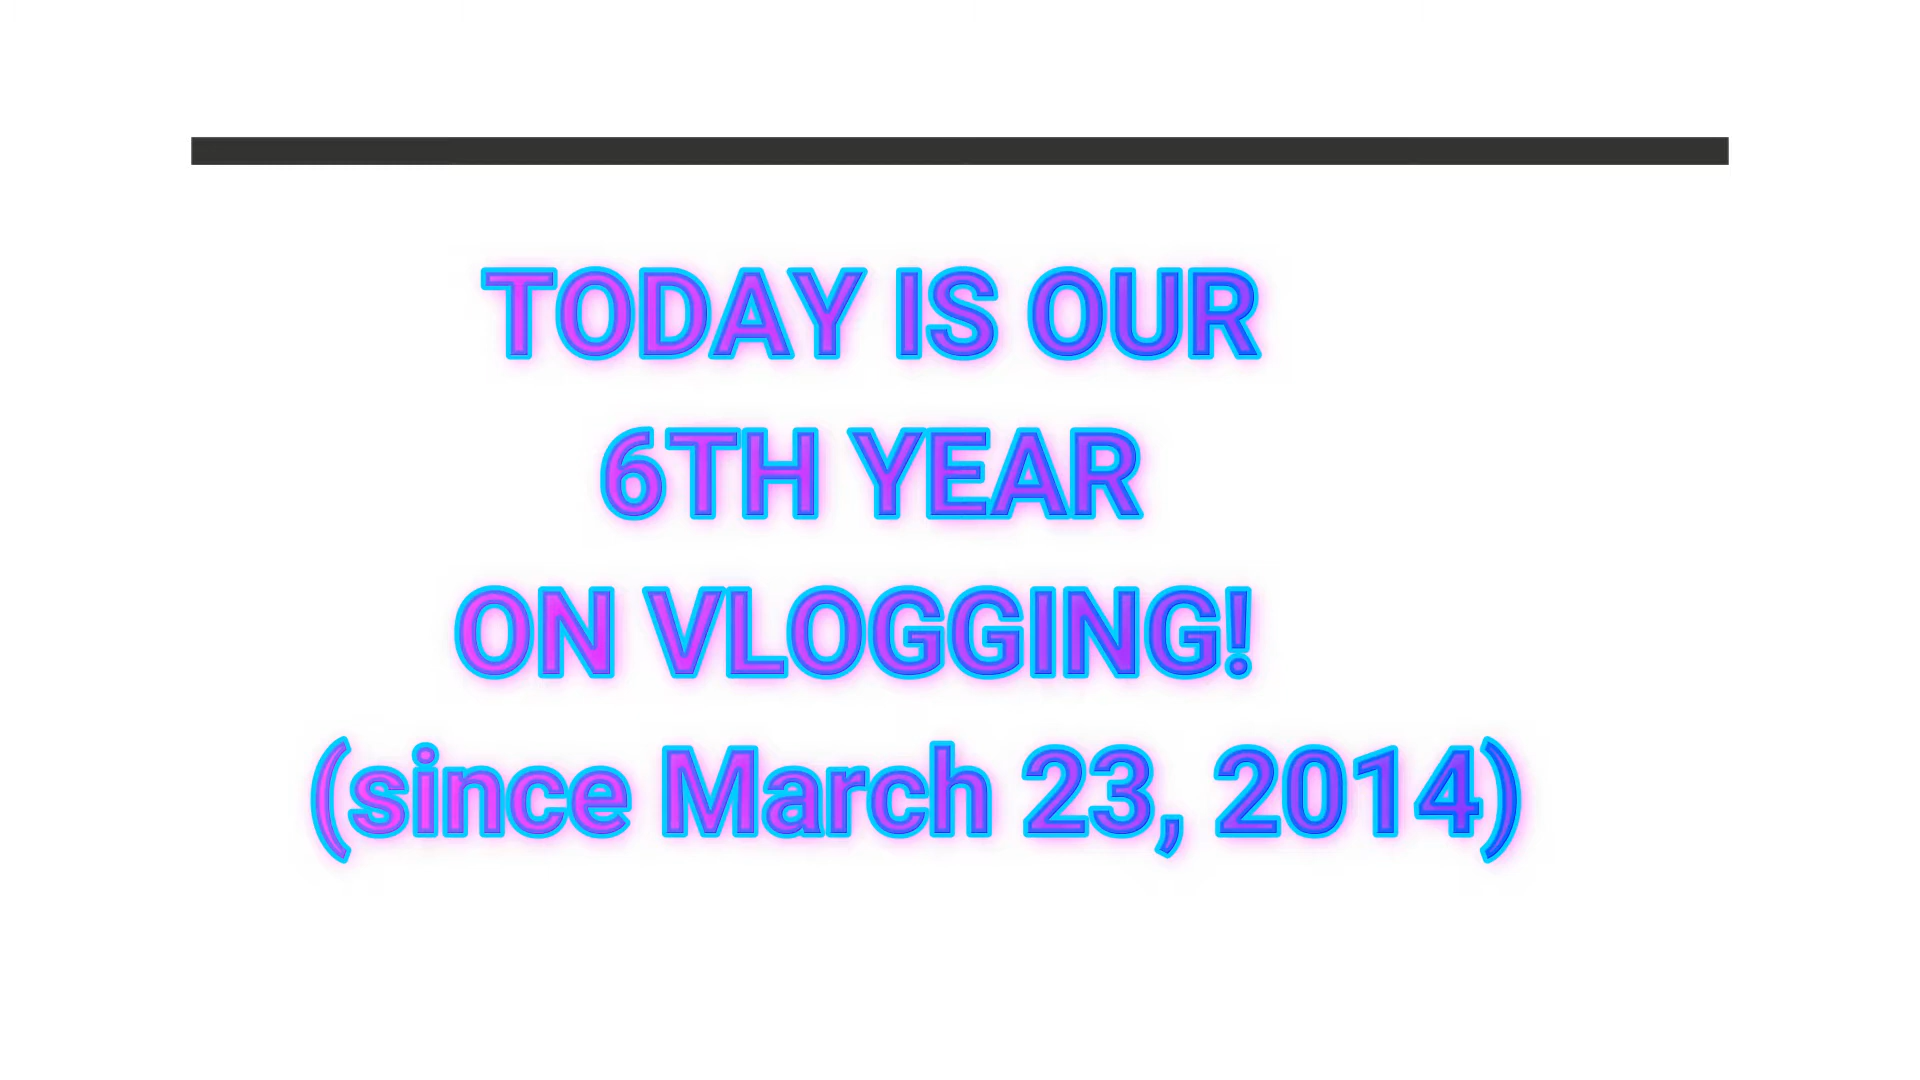 TODAY IS OUR
6TH YEAR
ON VLOGGING!
(since March 23, 2014)